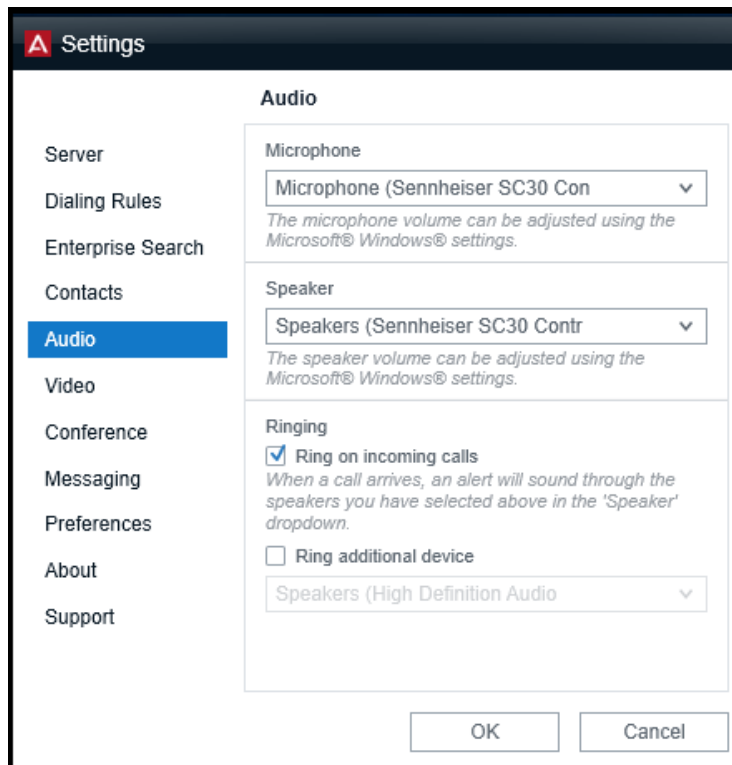 Settings
Audio
Server
Dialing Rules
Enterprise Search
Contacts
Audio
Video
Conference
Messaging
Preferences
About
Support
Microphone
Microphone (Sennheiser SC30 Con
The microphone volume can be adjusted using the
Microsoft® Windows® settings.
Speaker
Speakers (Sennheiser SC30 Contr
The speaker volume can be adjusted using the
Microsoft® Windows® settings.
Ringing
Ring on incoming calls
When a call arrives, an alert will sound through the
speakers you have selected above in the 'Speaker'
dropdown.
Ring additional device
Speakers (High Definition Audio
OK
Cancel